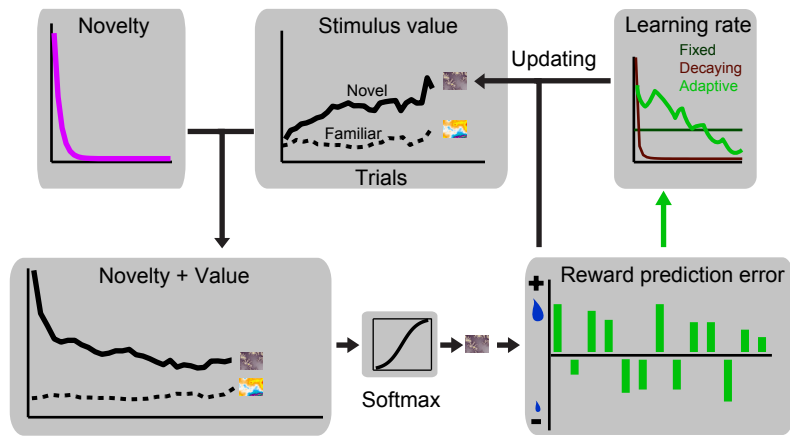 Novelty
Stimulus value
Novel
Familiar
Trials
Updating
Learning rate
Fixed
Decaying
Adaptive
Novelty + Value
Softmax
Reward prediction error
+
-